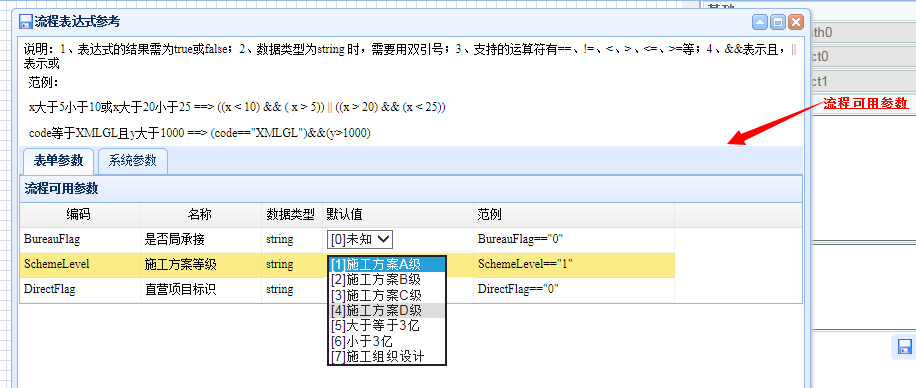 流程表达式参考
基础
说明：1、表达式的结果需为true或false；2、数据类型为string 时，需要用双引号；3、支持的运算符有==、!=、<、>、<=、>=等；4、&&表示且，||
表示或
范例：
x大于5小于10或x大于20小于25 ==> ((x < 10) && ( x > 5)) || ((x > 20) && (x < 25))
code等于XMLGL且y大于1000 ==> (code=="XMLGL")&&(y>1000)
th0
ct0
ct1
流程可用参数
表单参数 系统参数
流程可用参数
编码 名称 数据类型 默认值 范例
BureauFlag 是否局承接 string [0]未知 BureauFlag=="0"
SchemeLevel 施工方案等级 string [1]施工方案A级 SchemeLevel=="1"
[2]施工方案B级
DirectFlag 直营项目标识 string [3]施工方案C级 DirectFlag=="0"
[4]施工方案D级
[5]大于等于3亿
[6]小于3亿
[7]施工组织设计